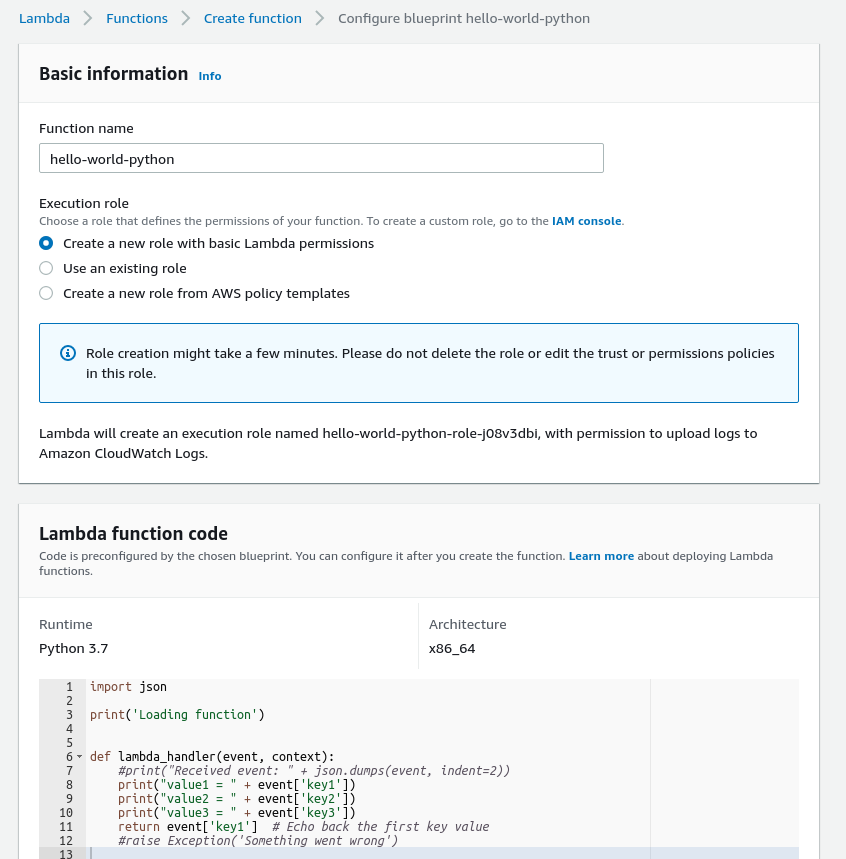 Lambda > Functions > Create function > Configure blueprint hello-world-python
Basic information Info
Function name
hello-world-python
Execution role
Choose a role that defines the permissions of your function. To create a custom role, go to the IAM console.
Create a new role with basic Lambda permissions
Use an existing role
Create a new role from AWS policy templates
Role creation might take a few minutes. Please do not delete the role or edit the trust or permissions policies
in this role.
Lambda will create an execution role named hello-world-python-role-j08v3dbi, with permission to upload logs to
Amazon CloudWatch Logs.
Lambda function code
Code is preconfigured by the chosen blueprint. You can configure it after you create the function. Learn more about deploying Lambda
functions.
Runtime
Python 3.7
Architecture
x86_64
1 import json
2
3 print('Loading function')
4
5
6 def lambda_handler(event, context):
7     #print("Received event: " + json.dumps(event, indent=2))
8     print("value1 = " + event['key1'])
9     print("value2 = " + event['key2'])
10     print("value3 = " + event['key3'])
11     return event['key1']  # Echo back the first key value
12     #raise Exception('Something went wrong')
13